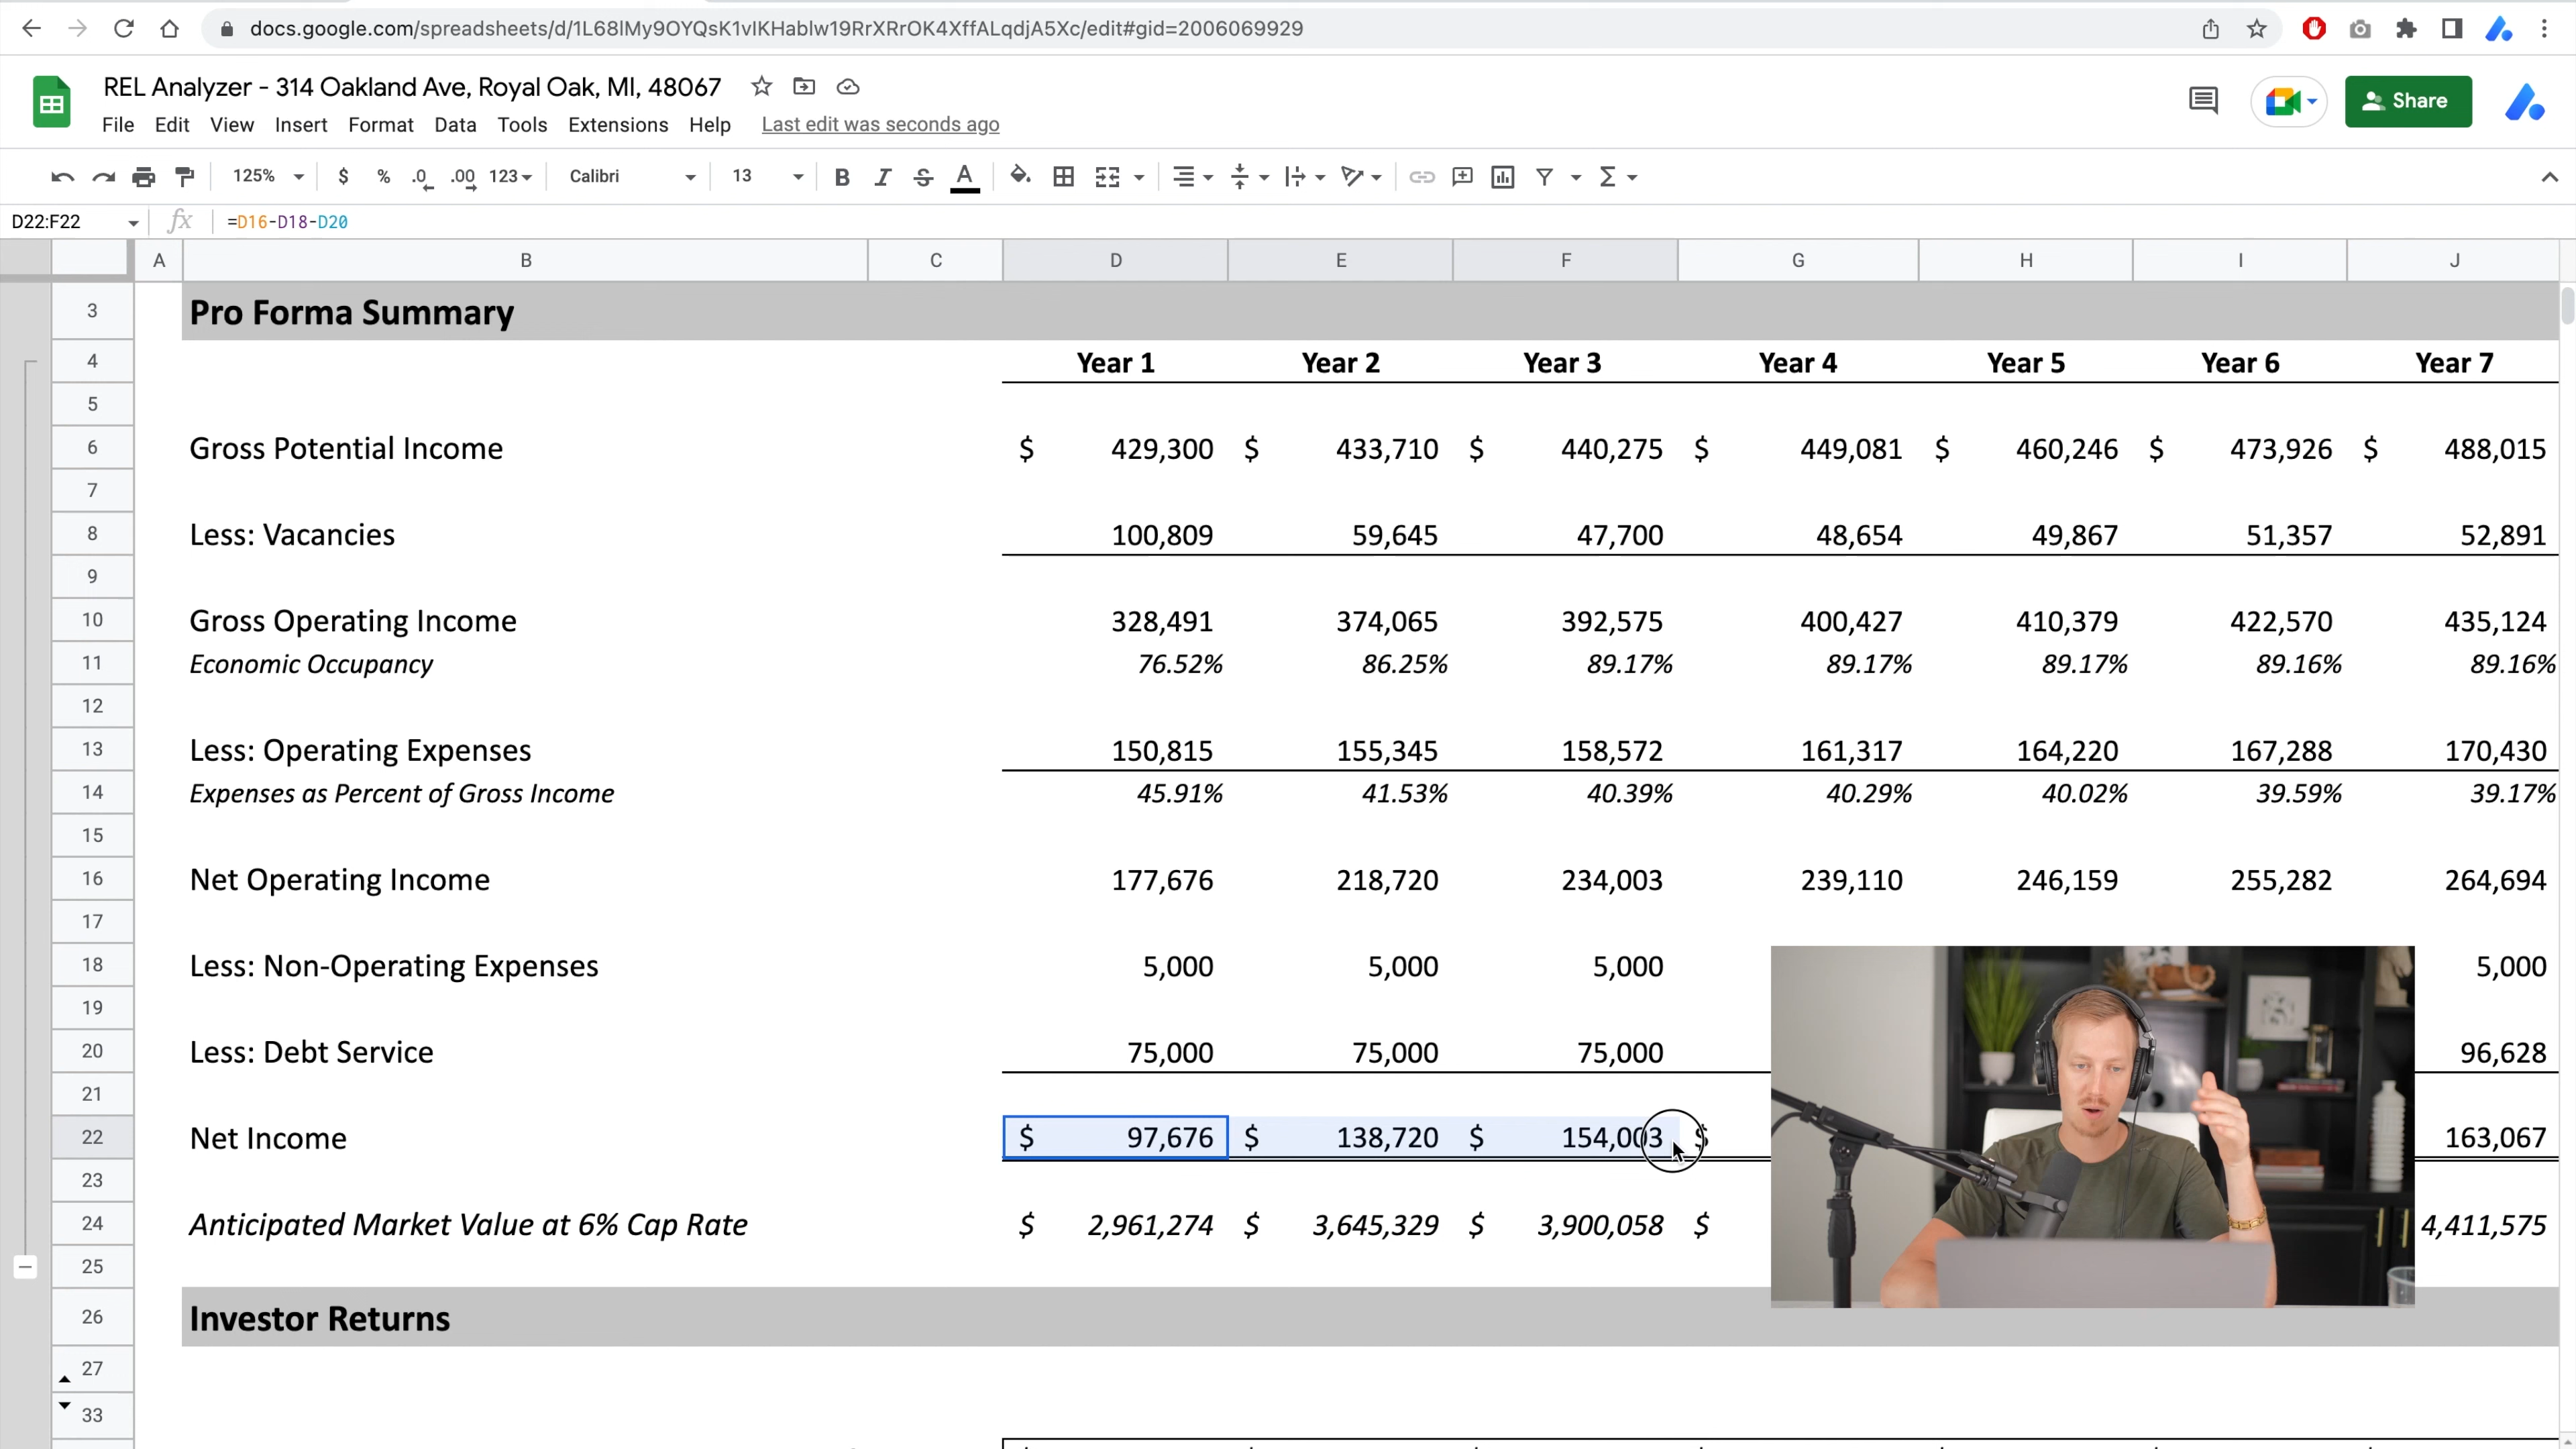 docs.google.com/spreadsheets/d/1L68lMy9OYQsK1vIKHablw19RrXRrOK4XffALqdjA5Xc/edit#gid=2006069929
REL Analyzer - 314 Oakland Ave, Royal Oak, MI, 48067
File Edit View Insert Format Data Tools Extensions Help Last edit was seconds ago
Share
125% $ % .0 .00 123 Calibri 13 B I S A
D22:F22 fx =D16-D18-D20
A B C D E F G H I J
3 Pro Forma Summary
4 Year 1 Year 2 Year 3 Year 4 Year 5 Year 6 Year 7
5
6 Gross Potential Income $ 429,300 $ 433,710 $ 440,275 $ 449,081 $ 460,246 $ 473,926 $ 488,015
7
8 Less: Vacancies 100,809 59,645 47,700 48,654 49,867 51,357 52,891
9
10 Gross Operating Income 328,491 374,065 392,575 400,427 410,379 422,570 435,124
11 Economic Occupancy 76.52% 86.25% 89.17% 89.17% 89.17% 89.16% 89.16%
12
13 Less: Operating Expenses 150,815 155,345 158,572 161,317 164,220 167,288 170,430
14 Expenses as Percent of Gross Income 45.91% 41.53% 40.39% 40.29% 40.02% 39.59% 39.17%
15
16 Net Operating Income 177,676 218,720 234,003 239,110 246,159 255,282 264,694
17
18 Less: Non-Operating Expenses 5,000 5,000 5,000 5,000
19
20 Less: Debt Service 75,000 75,000 75,000 96,628
21
22 Net Income $ 97,676 $ 138,720 $ 154,003 $ 163,067
23
24 Anticipated Market Value at 6% Cap Rate $ 2,961,274 $ 3,645,329 $ 3,900,058 $ 4,411,575
25
26 Investor Returns
27
33